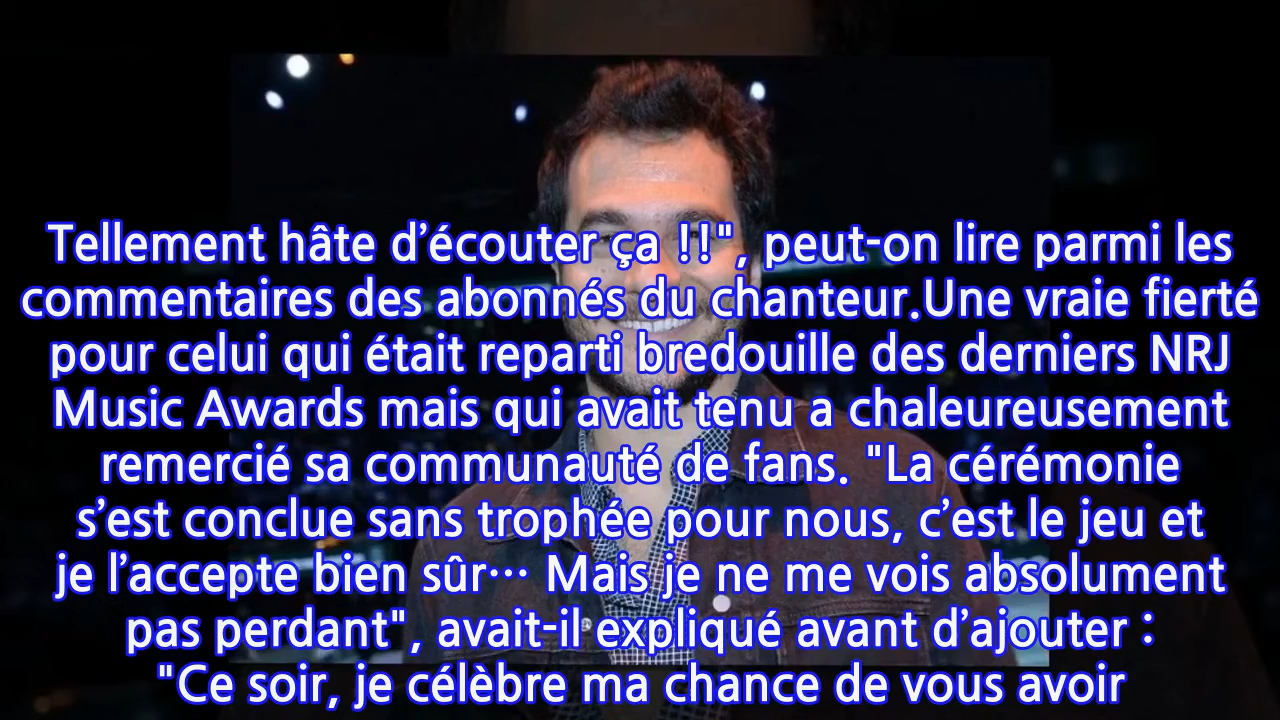 Tellement hâte d’écouter ça !!", peut-on lire parmi les
commentaires des abonnés du chanteur.Une vraie fierté
pour celui qui était reparti bredouille des derniers NRJ
Music Awards mais qui avait tenu a chaleureusement
remercié sa communauté de fans. "La cérémonie
s’est conclue sans trophée pour nous, c’est le jeu et
je l’accepte bien sûr… Mais je ne me vois absolument
pas perdant", avait-il expliqué avant d’ajouter :
"Ce soir, je célèbre ma chance de vous avoir